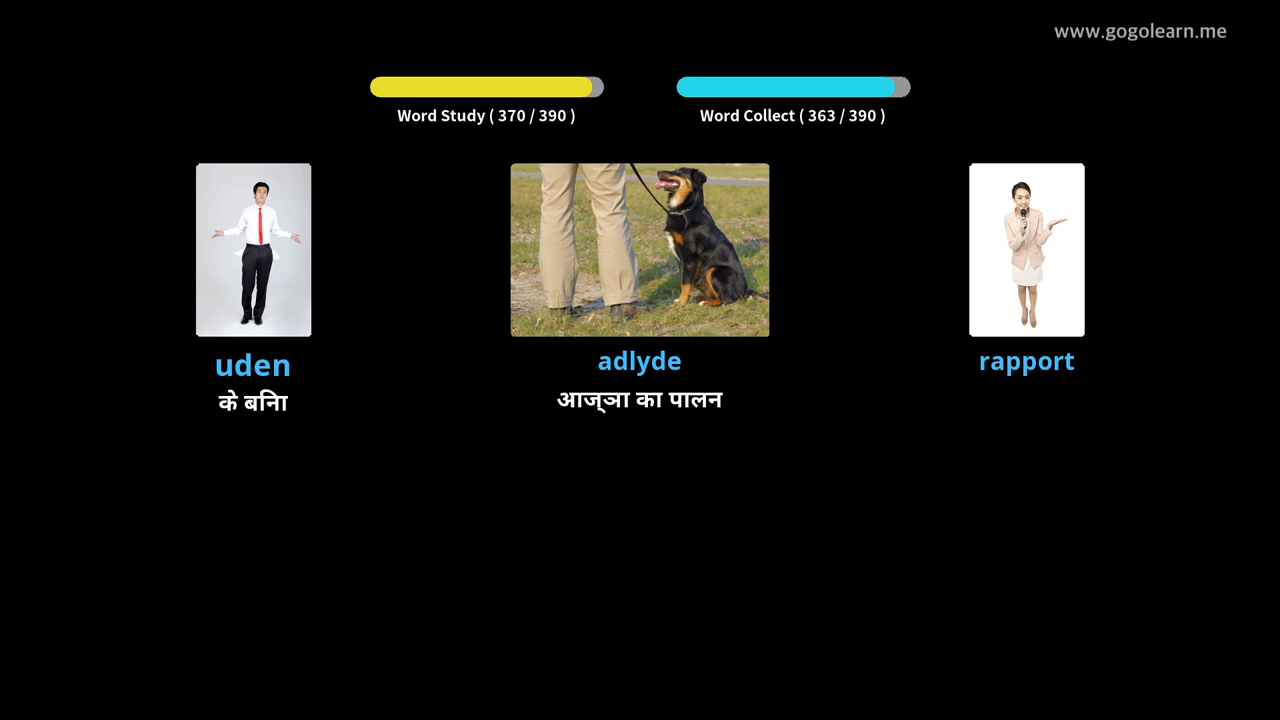 www.gogolearn.me
Word Study ( 370 / 390 )
Word Collect ( 363 / 390 )
uden
के बिना
adlyde
आज्ञा का पालन
rapport